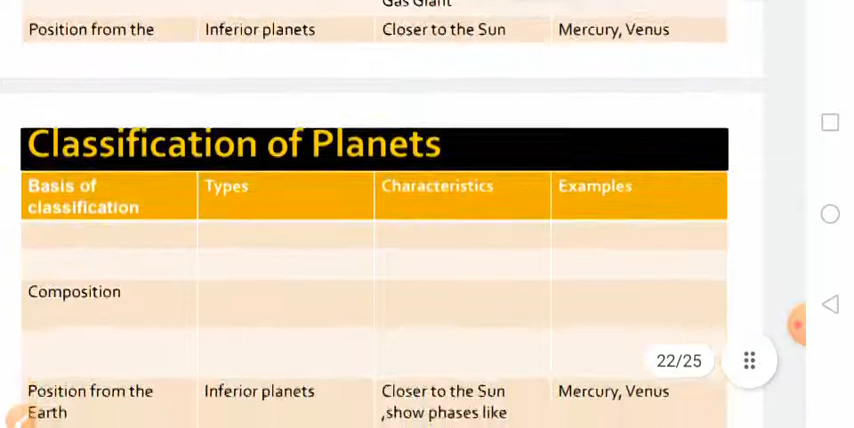 Gas Giant
Position from the Inferior planets Closer to the Sun Mercury, Venus
Classification of Planets
Basis of Types Characteristics Examples
classification
Composition
22/25
Position from the Inferior planets Closer to the Sun Mercury, Venus
Earth ,show phases like